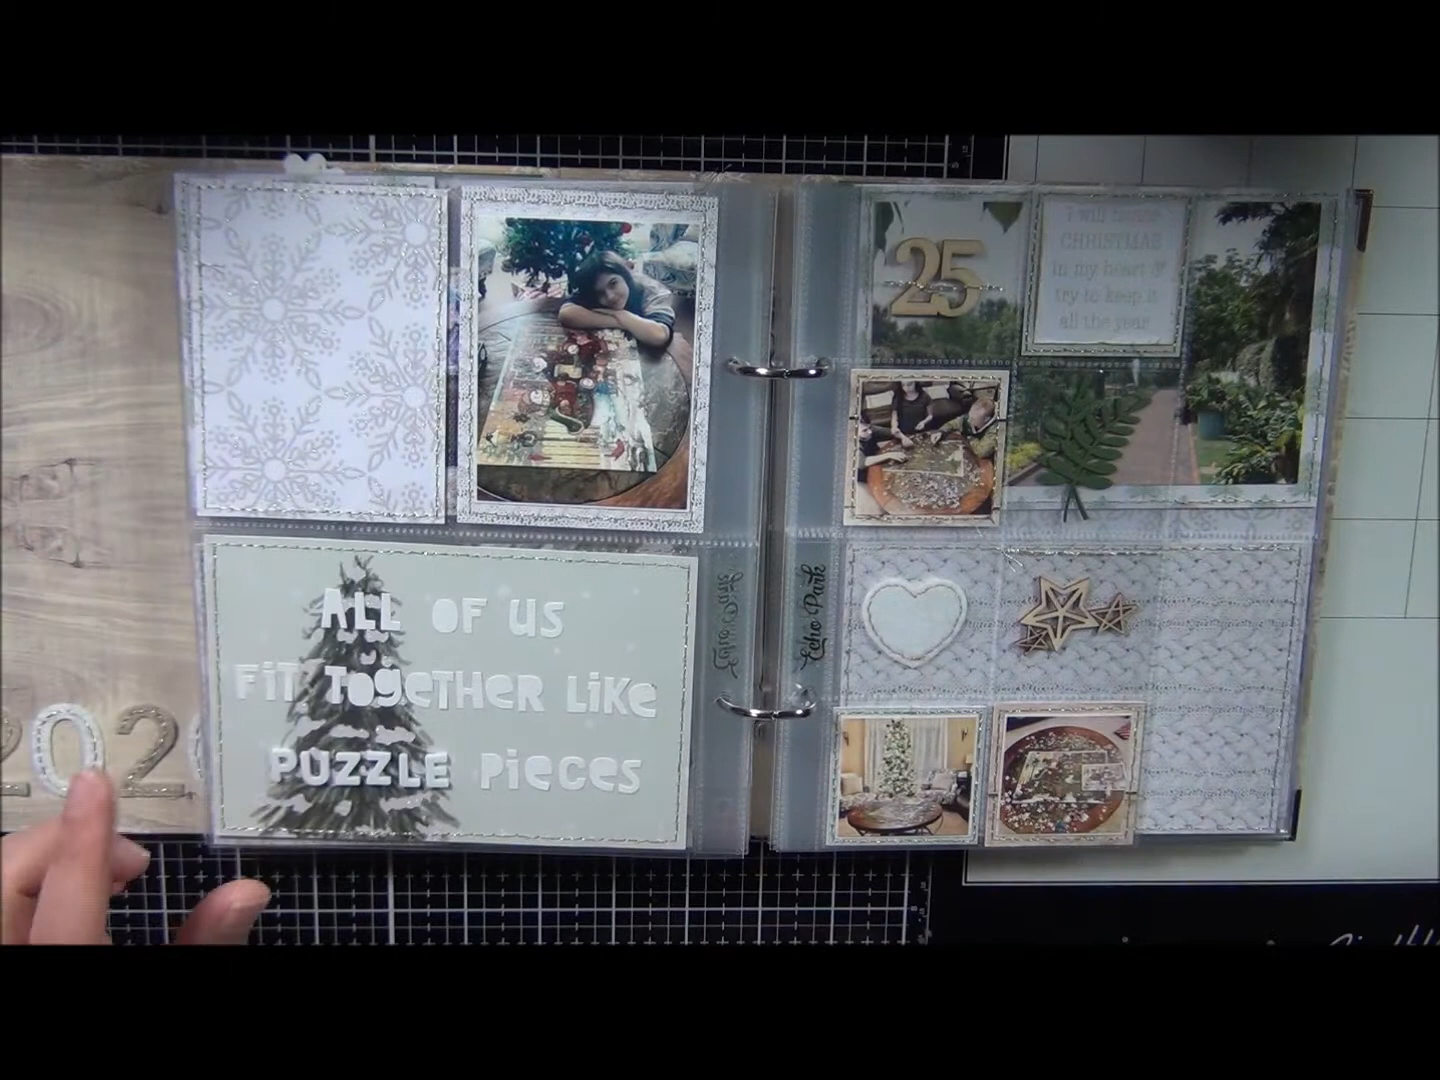 25
I will honor
CHRISTMAS
in my heart &
try to keep it
all the year
ALL OF US
FiT TOgeTHer LiKe
PUZZLE PieCes
Echo Park
Echo Park
202